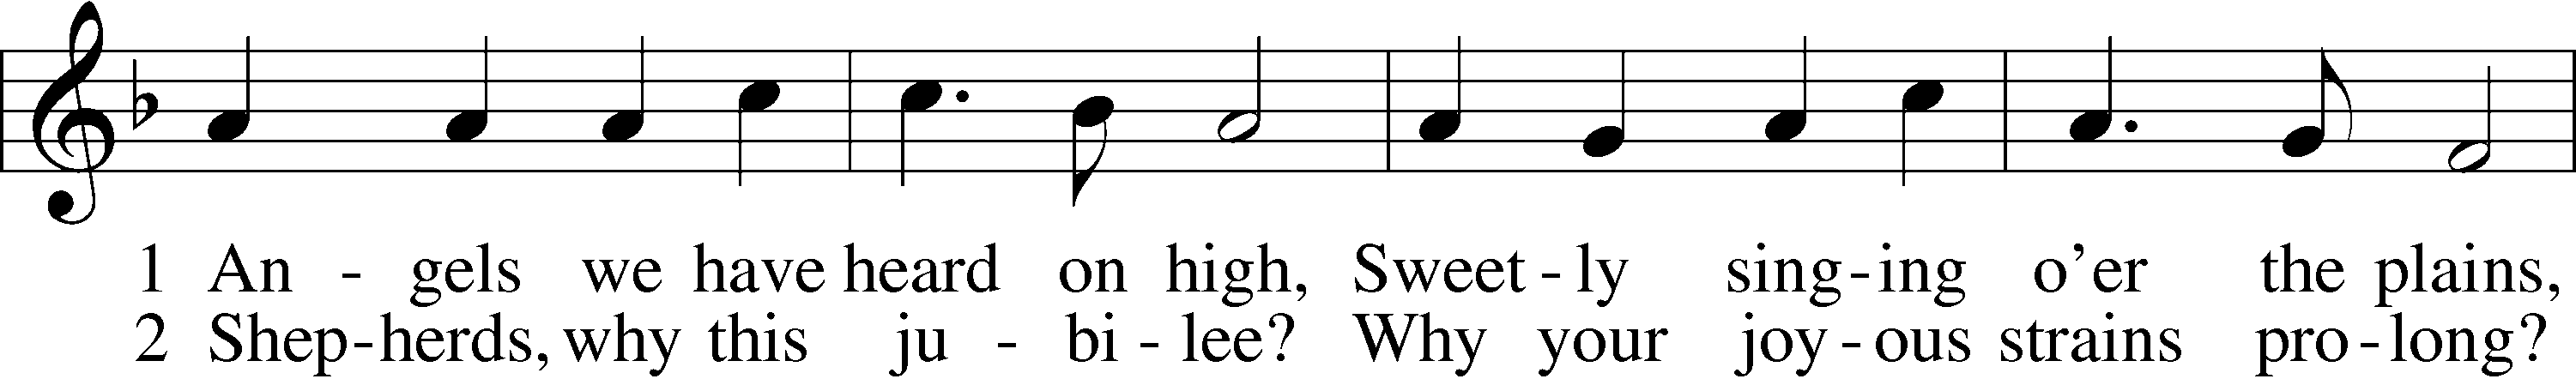 1 An - gels we have heard on high, Sweet - ly sing - ing o’er the plains,
2 Shep - herds, why this ju - bi - lee? Why your joy - ous strains pro - long?